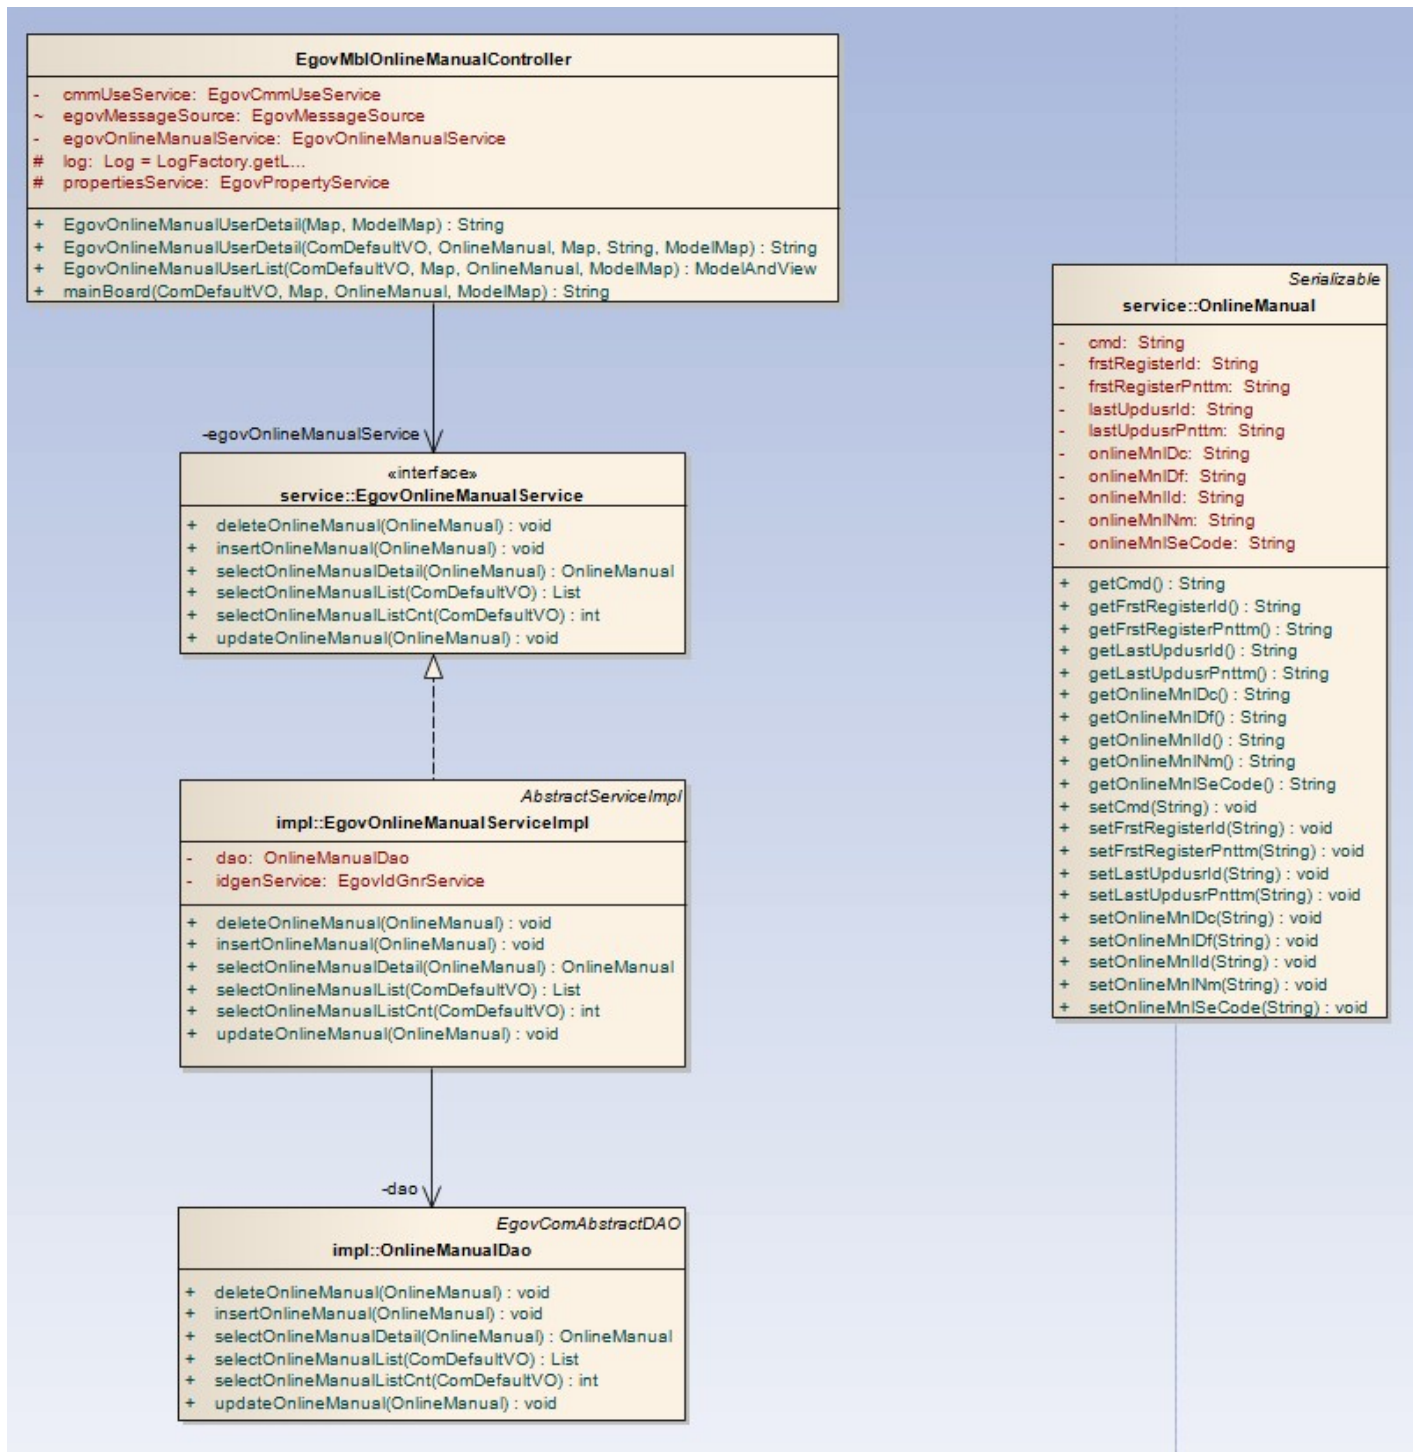 EgovMblOnlineManualController
- cmmUseService: EgovCmmUseService
~ egovMessageSource: EgovMessageSource
- egovOnlineManualService: EgovOnlineManualService
# log: Log = LogFactory.getL...
# propertiesService: EgovPropertyService
+ EgovOnlineManualUserDetail(Map, ModelMap) : String
+ EgovOnlineManualUserDetail(ComDefaultVO, OnlineManual, Map, String, ModelMap) : String
+ EgovOnlineManualUserList(ComDefaultVO, Map, OnlineManual, ModelMap) : ModelAndView
+ mainBoard(ComDefaultVO, Map, OnlineManual, ModelMap) : String
-egovOnlineManualService
«interface»
service::EgovOnlineManualService
+ deleteOnlineManual(OnlineManual) : void
+ insertOnlineManual(OnlineManual) : void
+ selectOnlineManualDetail(OnlineManual) : OnlineManual
+ selectOnlineManualList(ComDefaultVO) : List
+ selectOnlineManualListCnt(ComDefaultVO) : int
+ updateOnlineManual(OnlineManual) : void
AbstractServiceImpl
impl::EgovOnlineManualServiceImpl
- dao: OnlineManualDao
- idgenService: EgovIdGnrService
+ deleteOnlineManual(OnlineManual) : void
+ insertOnlineManual(OnlineManual) : void
+ selectOnlineManualDetail(OnlineManual) : OnlineManual
+ selectOnlineManualList(ComDefaultVO) : List
+ selectOnlineManualListCnt(ComDefaultVO) : int
+ updateOnlineManual(OnlineManual) : void
-dao
EgovComAbstractDAO
impl::OnlineManualDao
+ deleteOnlineManual(OnlineManual) : void
+ insertOnlineManual(OnlineManual) : void
+ selectOnlineManualDetail(OnlineManual) : OnlineManual
+ selectOnlineManualList(ComDefaultVO) : List
+ selectOnlineManualListCnt(ComDefaultVO) : int
+ updateOnlineManual(OnlineManual) : void
Serializable
service::OnlineManual
- cmd: String
- frstRegisterId: String
- frstRegisterPnttm: String
- lastUpdusrId: String
- lastUpdusrPnttm: String
- onlineMnlDc: String
- onlineMnlDf: String
- onlineMnlId: String
- onlineMnlNm: String
- onlineMnlSeCode: String
+ getCmd() : String
+ getFrstRegisterId() : String
+ getFrstRegisterPnttm() : String
+ getLastUpdusrId() : String
+ getLastUpdusrPnttm() : String
+ getOnlineMnlDc() : String
+ getOnlineMnlDf() : String
+ getOnlineMnlId() : String
+ getOnlineMnlNm() : String
+ getOnlineMnlSeCode() : String
+ setCmd(String) : void
+ setFrstRegisterId(String) : void
+ setFrstRegisterPnttm(String) : void
+ setLastUpdusrId(String) : void
+ setLastUpdusrPnttm(String) : void
+ setOnlineMnlDc(String) : void
+ setOnlineMnlDf(String) : void
+ setOnlineMnlId(String) : void
+ setOnlineMnlNm(String) : void
+ setOnlineMnlSeCode(String) : void